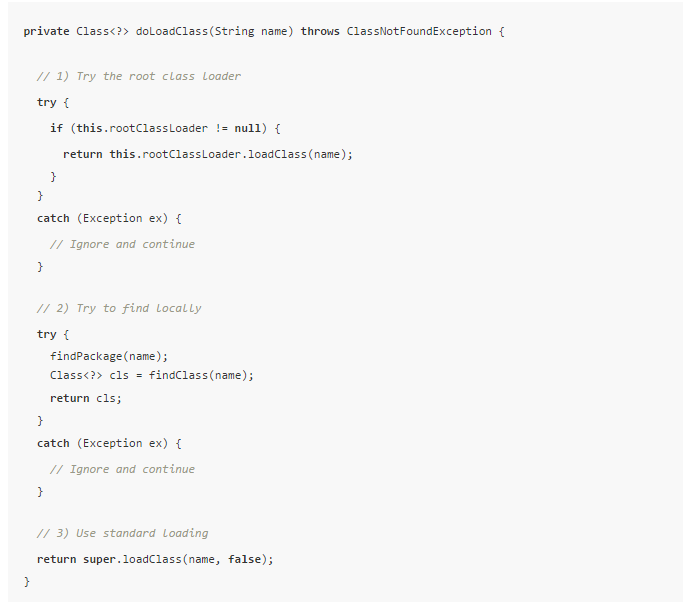 private Class<?> doLoadClass(String name) throws ClassNotFoundException {
// 1) Try the root class loader
try {
if (this.rootClassLoader != null) {
return this.rootClassLoader.loadClass(name);
}
}
catch (Exception ex) {
// Ignore and continue
}
// 2) Try to find locally
try {
findPackage(name);
Class<?> cls = findClass(name);
return cls;
}
catch (Exception ex) {
// Ignore and continue
}
// 3) Use standard loading
return super.loadClass(name, false);
}